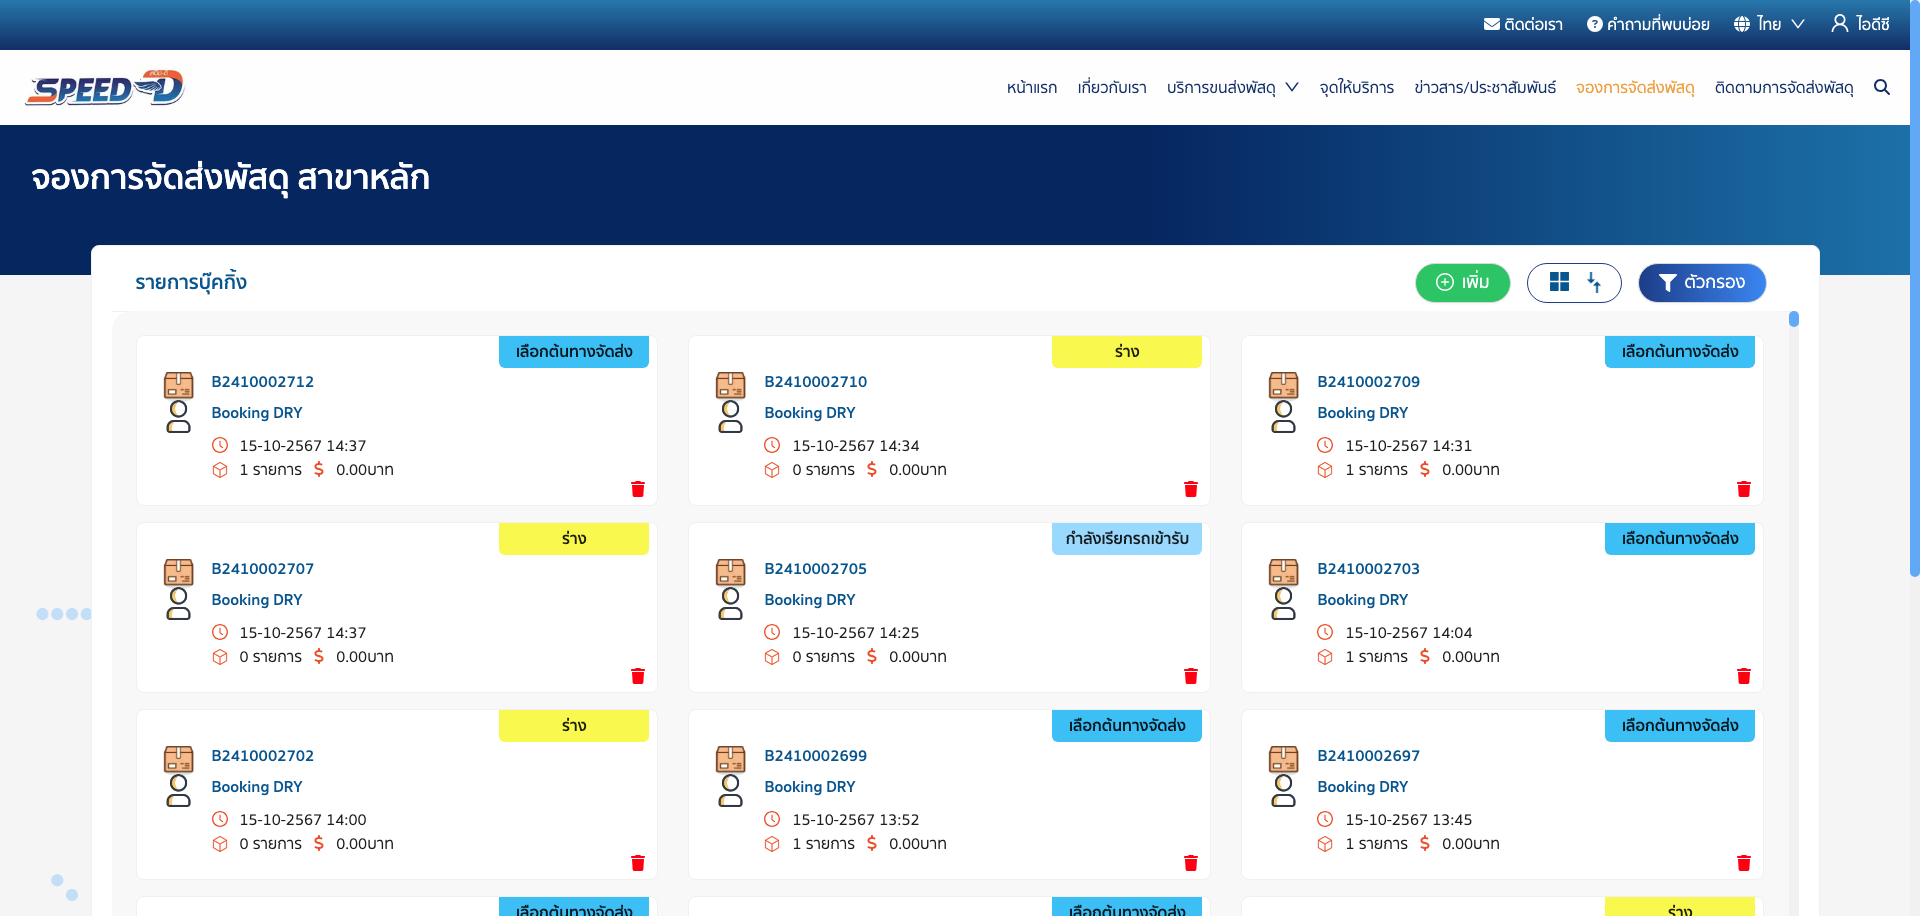 ติดต่อเรา คำถามที่พบบ่อย ไทย ไอดีซี
SPEED-D
หน้าแรก เกี่ยวกับเรา บริการขนส่งพัสดุ จุดให้บริการ ข่าวสาร/ประชาสัมพันธ์ จองการจัดส่งพัสดุ ติดตามการจัดส่งพัสดุ
จองการจัดส่งพัสดุ สาขาหลัก
รายการบุ๊คกิ้ง เพิ่ม ตัวกรอง
เลือกต้นทางจัดส่ง
B2410002712
Booking DRY
15-10-2567 14:37
1 รายการ $ 0.00บาท
ร่าง
B2410002710
Booking DRY
15-10-2567 14:34
0 รายการ $ 0.00บาท
เลือกต้นทางจัดส่ง
B2410002709
Booking DRY
15-10-2567 14:31
1 รายการ $ 0.00บาท
ร่าง
B2410002707
Booking DRY
15-10-2567 14:37
0 รายการ $ 0.00บาท
กำลังเรียกรถเข้ารับ
B2410002705
Booking DRY
15-10-2567 14:25
0 รายการ $ 0.00บาท
เลือกต้นทางจัดส่ง
B2410002703
Booking DRY
15-10-2567 14:04
1 รายการ $ 0.00บาท
ร่าง
B2410002702
Booking DRY
15-10-2567 14:00
0 รายการ $ 0.00บาท
เลือกต้นทางจัดส่ง
B2410002699
Booking DRY
15-10-2567 13:52
1 รายการ $ 0.00บาท
เลือกต้นทางจัดส่ง
B2410002697
Booking DRY
15-10-2567 13:45
1 รายการ $ 0.00บาท
เลือกต้นทางจัดส่ง
เลือกต้นทางจัดส่ง
ร่าง